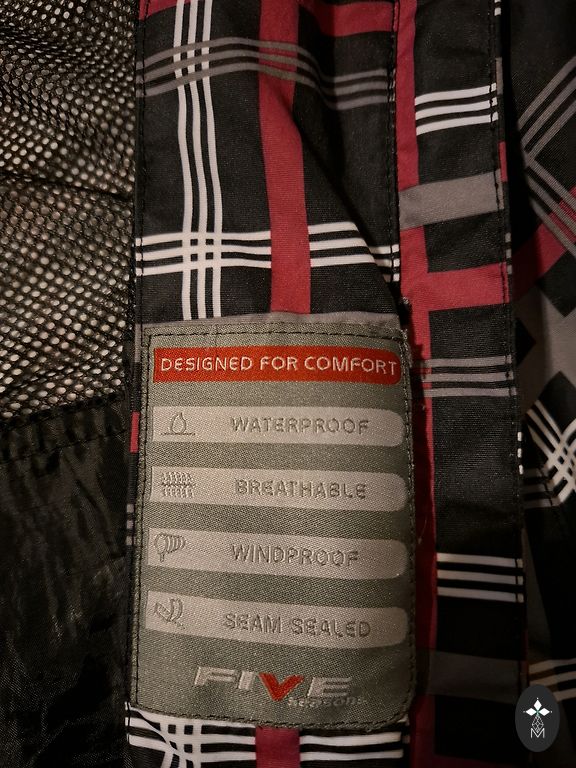 DESIGNED FOR COMFORT
WATERPROOF
BREATHABLE
WINDPROOF
SEAM SEALED
FIVE
seasons